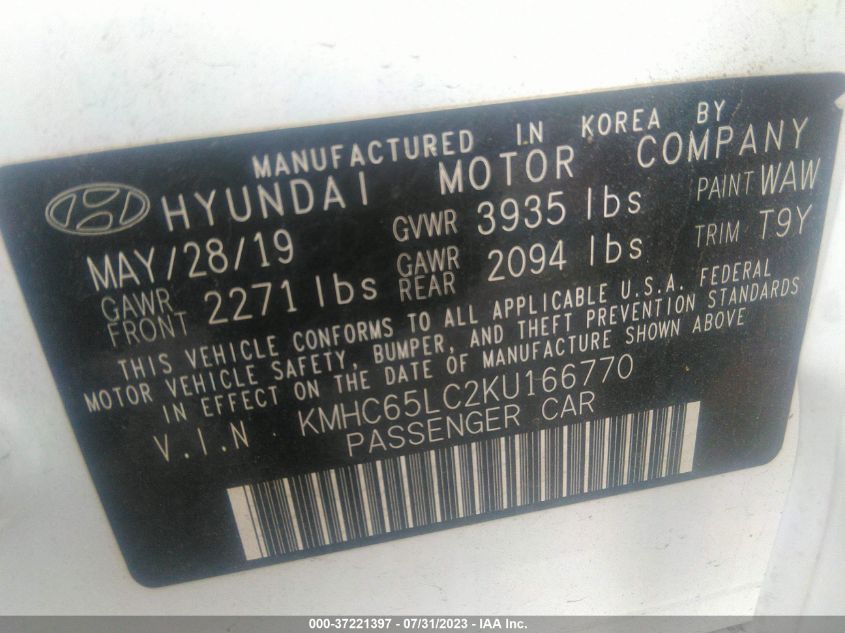 MANUFACTURED IN KOREA BY
HYUNDAI MOTOR COMPANY
MAY/28/19 GVWR 3935 lbs PAINT WAW
GAWR FRONT 2271 lbs GAWR REAR 2094 lbs TRIM T9Y
THIS VEHICLE CONFORMS TO ALL APPLICABLE U.S.A. FEDERAL
MOTOR VEHICLE SAFETY, BUMPER, AND THEFT PREVENTION STANDARDS
IN EFFECT ON THE DATE OF MANUFACTURE SHOWN ABOVE
V.I.N KMHC65LC2KU166770
PASSENGER CAR
000-37221397 - 07/31/2023 - IAA Inc.